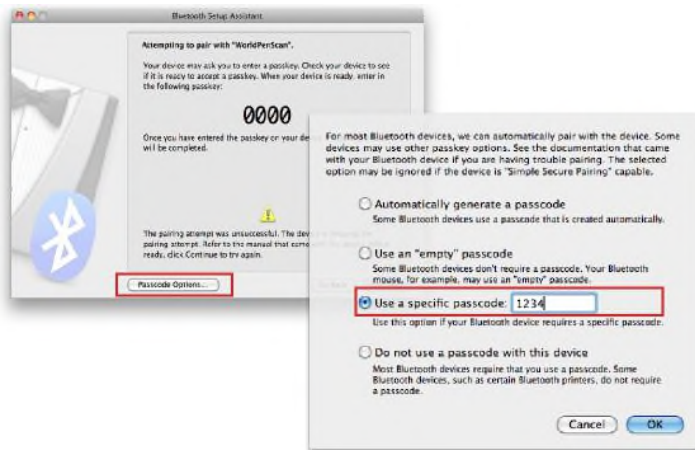 Bluetooth Setup Assistant
Attempting to pair with "WorldPenScan".
Your device may ask you to enter a passkey. Check your device to see
if it is ready to accept a passkey. When your device is ready, enter in
the following passkey:
0000
Once you have entered the passkey on your de
will be completed.
The pairing attempt was unsuccessful. The dev
pairing attempt. Refer to the manual that came
ready, click Continue to try again.
Passcode Options...
For most Bluetooth devices, we can automatically pair with the device. Some
devices may use other passkey options. See the documentation that came
with your Bluetooth device if you are having trouble pairing. The selected
option may be ignored if the device is "Simple Secure Pairing" capable.
Automatically generate a passcode
Some Bluetooth devices use a passcode that is created automatically.
Use an "empty" passcode
Some Bluetooth devices don't require a passcode. Your Bluetooth
mouse, for example, may use an "empty" passcode.
Use a specific passcode: 1234
Use this option if your Bluetooth device requires a specific passcode.
Do not use a passcode with this device
Most Bluetooth devices require that you use a passcode. Some
Bluetooth devices, such as certain Bluetooth printers, do not require
a passcode.
Cancel
OK